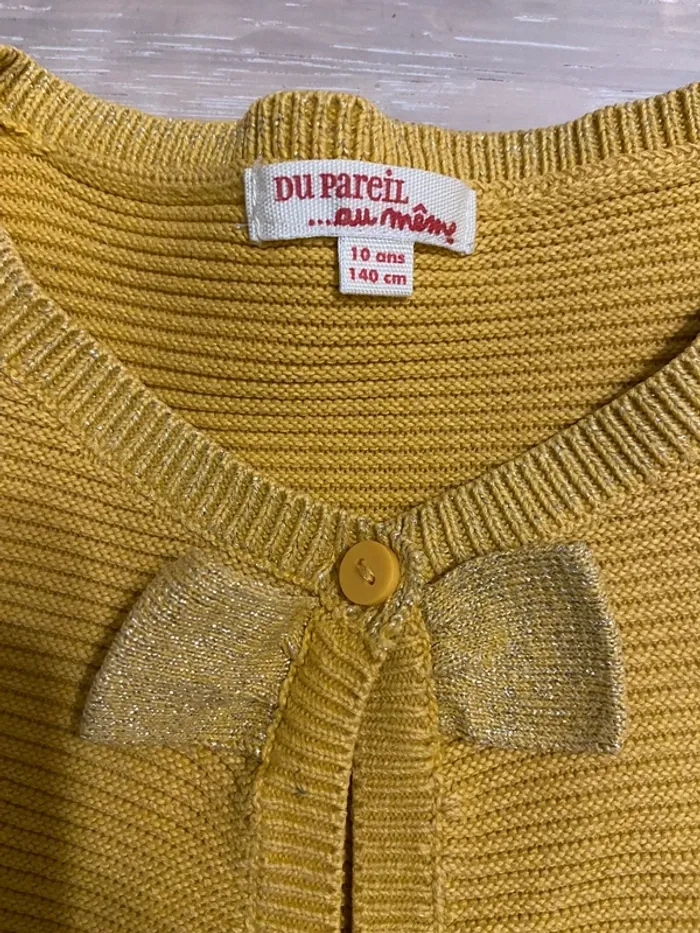 DU PAREIL
...au même
10 ans
140 cm